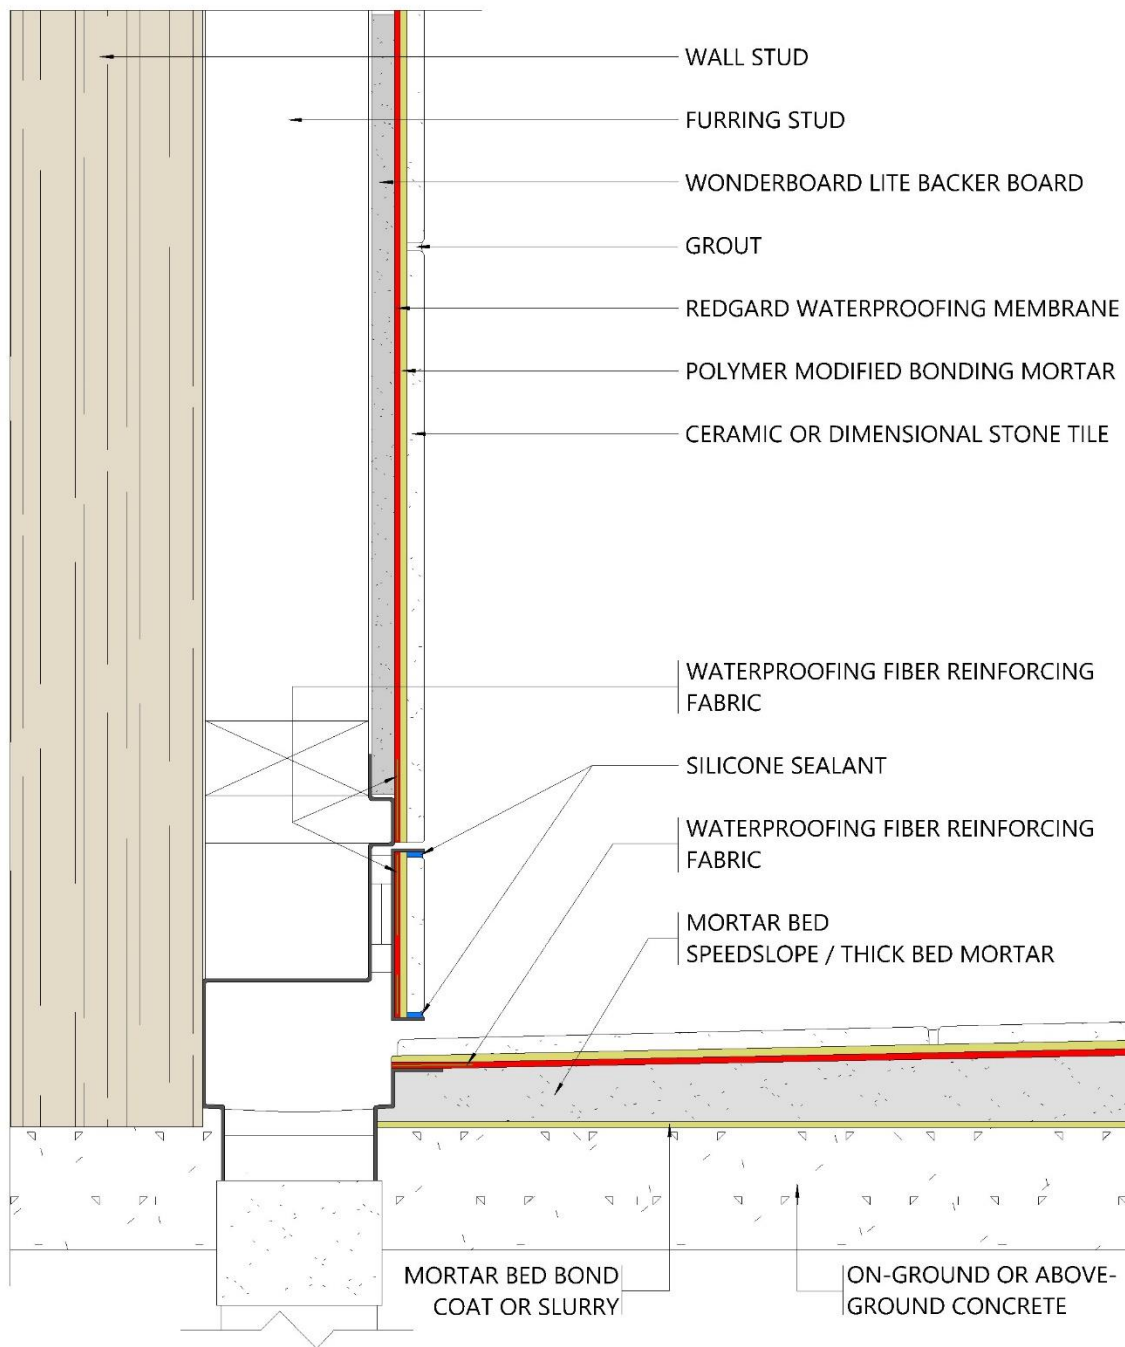 WALL STUD
FURRING STUD
WONDERBOARD LITE BACKER BOARD
GROUT
REDGARD WATERPROOFING MEMBRANE
POLYMER MODIFIED BONDING MORTAR
CERAMIC OR DIMENSIONAL STONE TILE
WATERPROOFING FIBER REINFORCING
FABRIC
SILICONE SEALANT
WATERPROOFING FIBER REINFORCING
FABRIC
MORTAR BED
SPEEDSLOPE / THICK BED MORTAR
MORTAR BED BOND
COAT OR SLURRY
ON-GROUND OR ABOVE-
GROUND CONCRETE